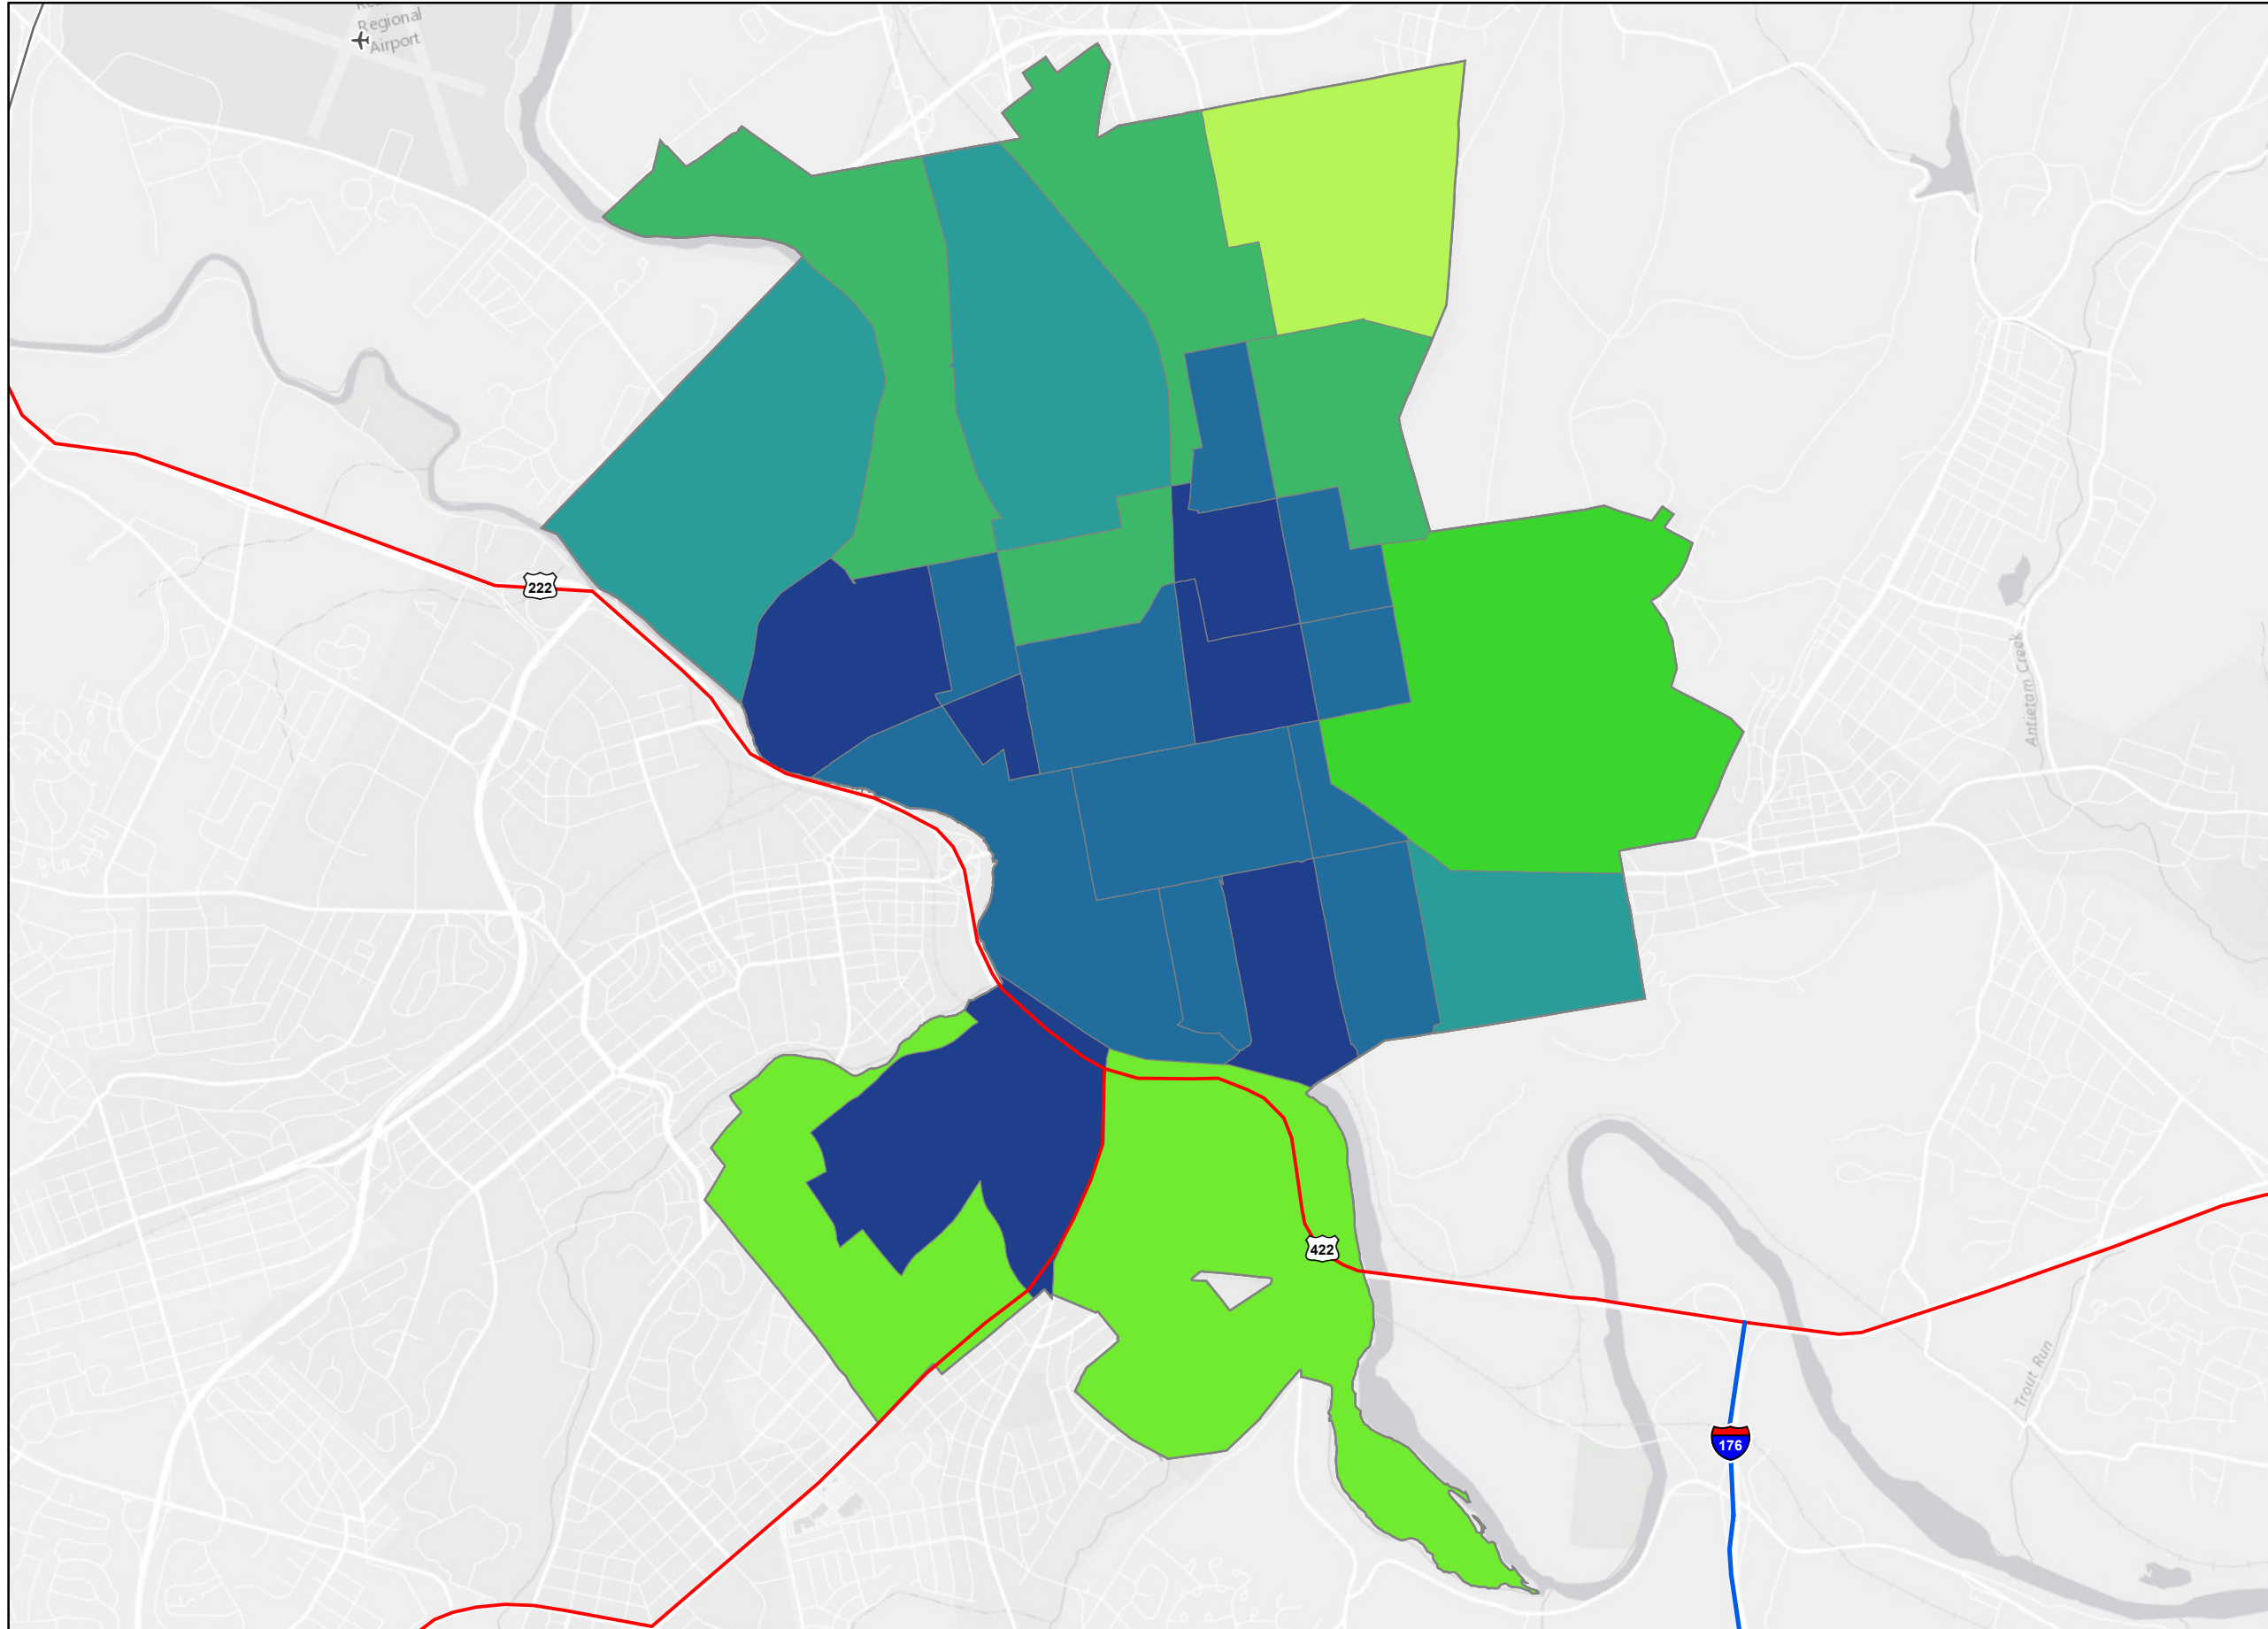 Regional
Airport
222
Antietam Creek
422
Trout Run
176